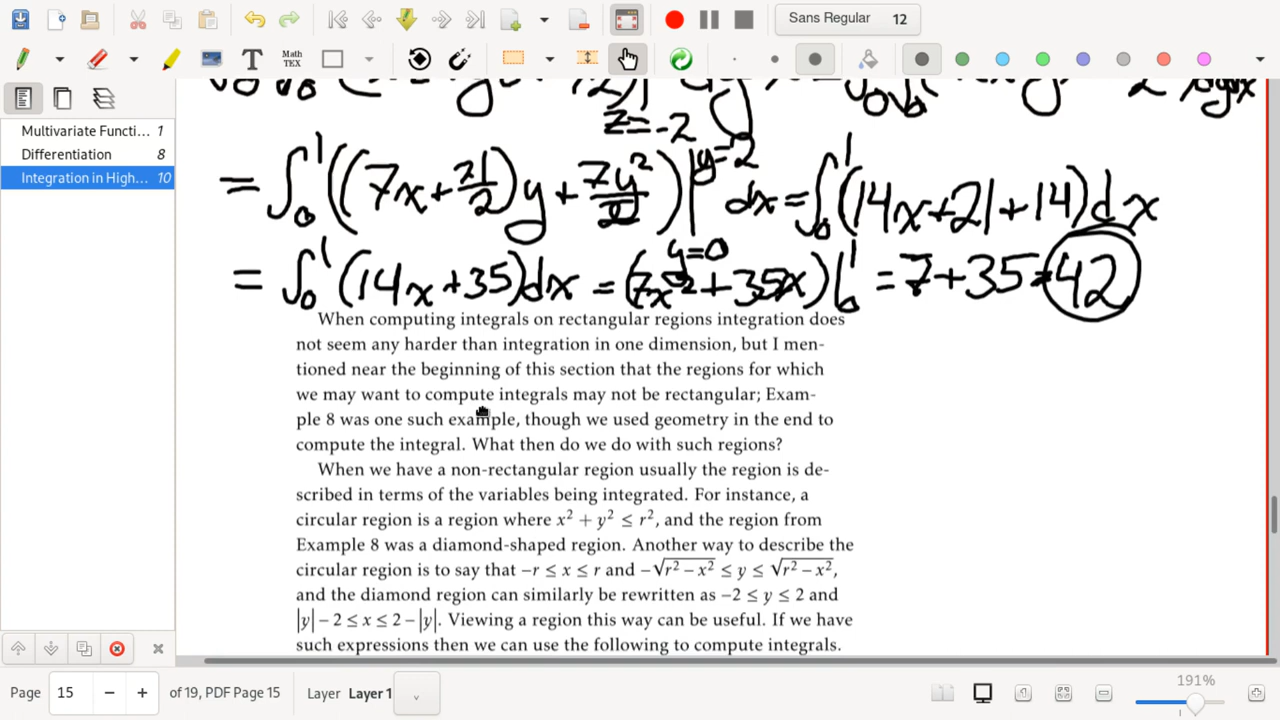 Sans Regular 12
Math
TEX
Multivariate Functi... 1
Differentiation 8
Integration in High... 10
z=-2
= ∫₀¹((7x+21/2)y+7y²/2)|y=2 y=0 dx=∫₀¹(14x+21+14)dx
= ∫₀¹(14x+35)dx = (7x²+35x)|₀¹ = 7+35=42
When computing integrals on rectangular regions integration does
not seem any harder than integration in one dimension, but I men-
tioned near the beginning of this section that the regions for which
we may want to compute integrals may not be rectangular; Exam-
ple 8 was one such example, though we used geometry in the end to
compute the integral. What then do we do with such regions?
When we have a non-rectangular region usually the region is de-
scribed in terms of the variables being integrated. For instance, a
circular region is a region where x² + y² ≤ r², and the region from
Example 8 was a diamond-shaped region. Another way to describe the
circular region is to say that −r ≤ x ≤ r and −√(r² − x²) ≤ y ≤ √(r² − x²),
and the diamond region can similarly be rewritten as −2 ≤ y ≤ 2 and
|y| − 2 ≤ x ≤ 2 − |y|. Viewing a region this way can be useful. If we have
such expressions then we can use the following to compute integrals.
Page 15 of 19, PDF Page 15 Layer Layer 1 191%